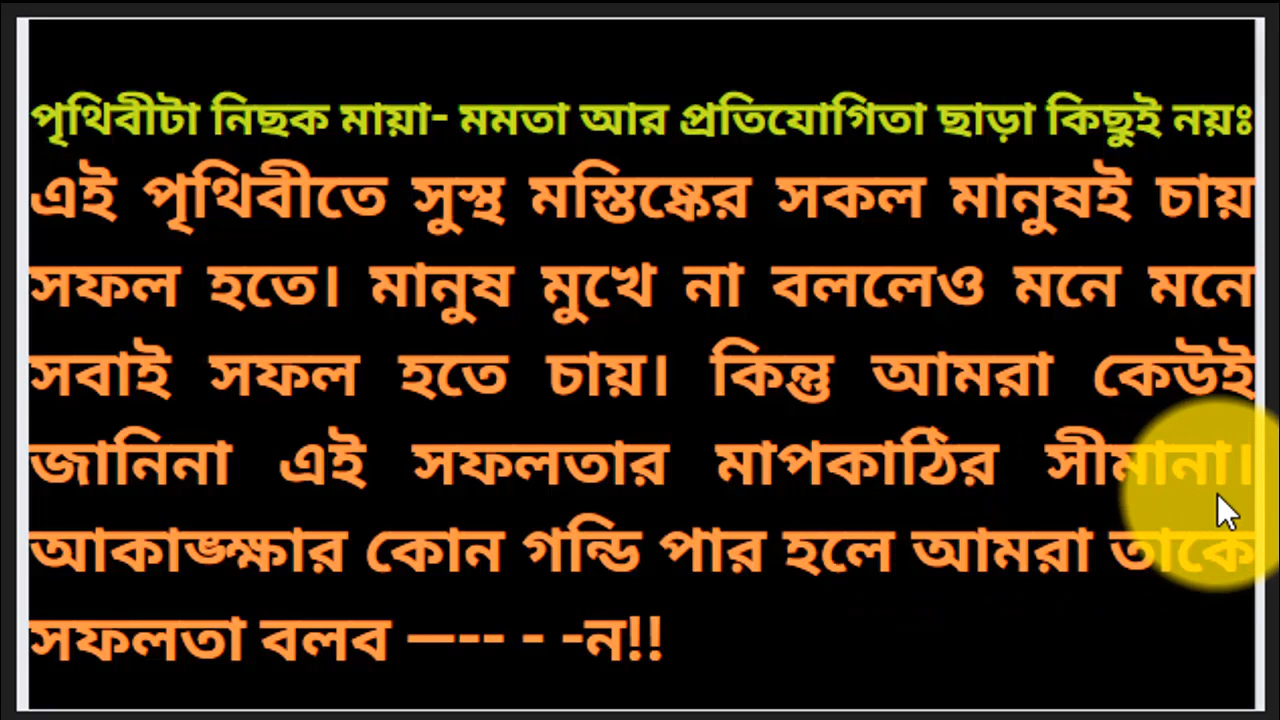 পৃথিবীটা নিছক মায়া- মমতা আর প্রতিযোগিতা ছাড়া কিছুই নয়ঃ
এই পৃথিবীতে সুস্থ মস্তিষ্কের সকল মানুষই চায়
সফল হতে। মানুষ মুখে না বললেও মনে মনে
সবাই সফল হতে চায়। কিন্তু আমরা কেউই
জানিনা এই সফলতার মাপকাঠির সীমানা।
আকাঙ্ক্ষার কোন গন্ডি পার হলে আমরা তাকে
সফলতা বলব —-- - -ন!!